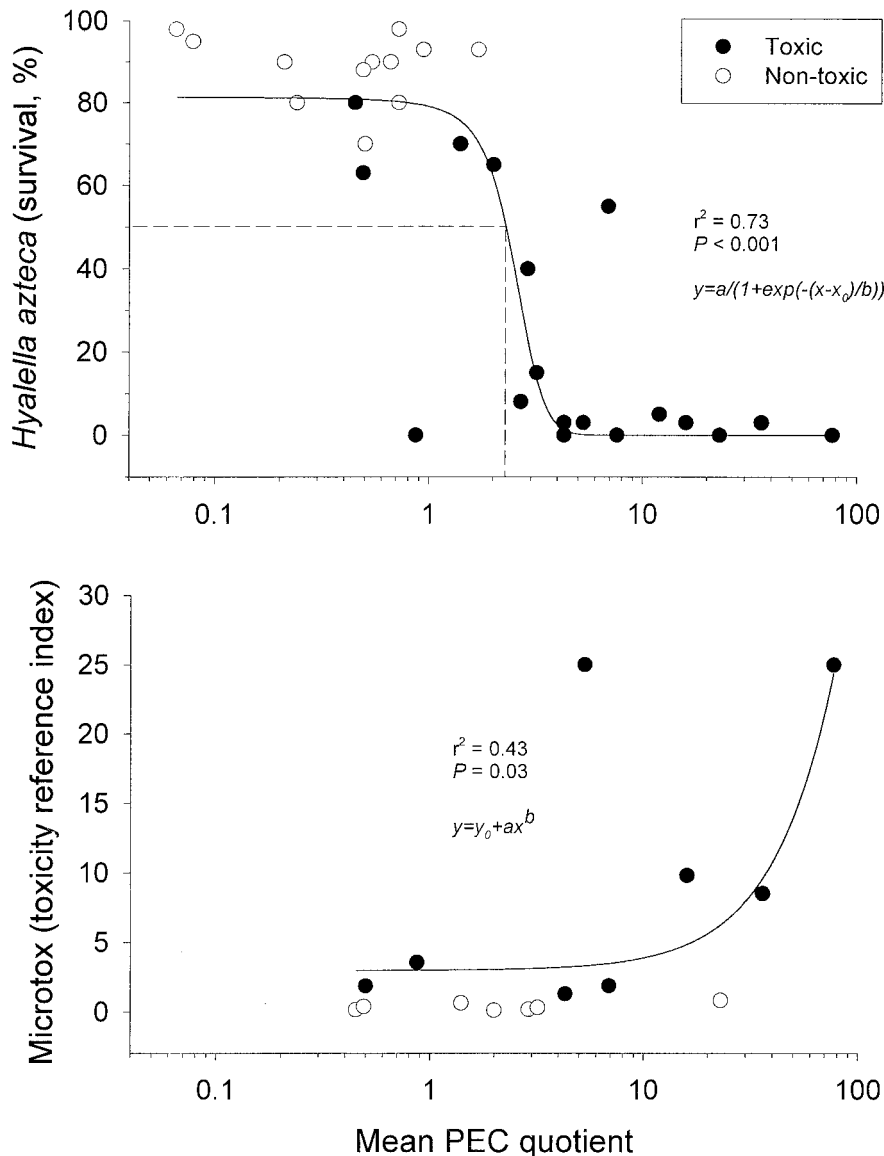 100
80
60
40
20
0
Hyalella azteca (survival, %)
Toxic
Non-toxic
r² = 0.73
P < 0.001
y=a/(1+exp(-(x-x₀)/b))
0.1 1 10 100
30
25
20
15
10
5
0
Microtox (toxicity reference index)
r² = 0.43
P = 0.03
y=y₀+axᵇ
0.1 1 10 100
Mean PEC quotient